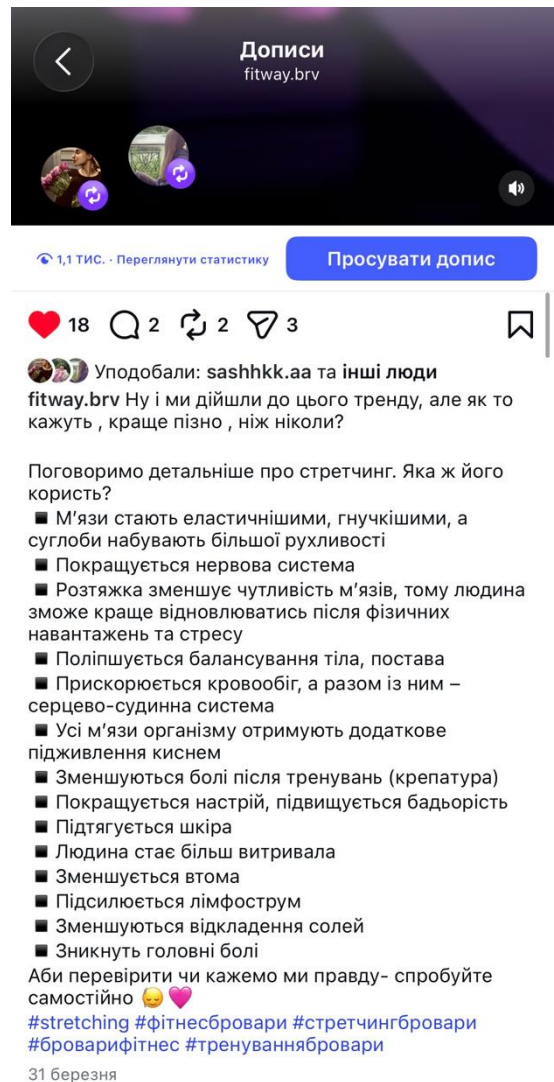 Дописи
fitway.brv
1,1 ТИС. · Переглянути статистику
Просувати допис
18 2 2 3
Уподобали: sashhkk.aa та інші люди
fitway.brv Ну і ми дійшли до цього тренду, але як то
кажуть , краще пізно , ніж ніколи?
Поговоримо детальніше про стретчинг. Яка ж його
користь?
◾ М’язи стають еластичнішими, гнучкішими, а
суглоби набувають більшої рухливості
◾ Покращується нервова система
◾ Розтяжка зменшує чутливість м’язів, тому людина
зможе краще відновлюватись після фізичних
навантажень та стресу
◾ Поліпшується балансування тіла, постава
◾ Прискорюється кровообіг, а разом із ним –
серцево-судинна система
◾ Усі м’язи організму отримують додаткове
підживлення киснем
◾ Зменшуються болі після тренувань (крепатура)
◾ Покращується настрій, підвищується бадьорість
◾ Підтягується шкіра
◾ Людина стає більш витривала
◾ Зменшується втома
◾ Підсилюється лімфострум
◾ Зменшуються відкладення солей
◾ Зникнуть головні болі
Аби перевірити чи кажемо ми правду- спробуйте
самостійно 😌 💗
#stretching #фітнесбровари #стретчингбровари
#броварифітнес #тренуваннябровари
31 березня